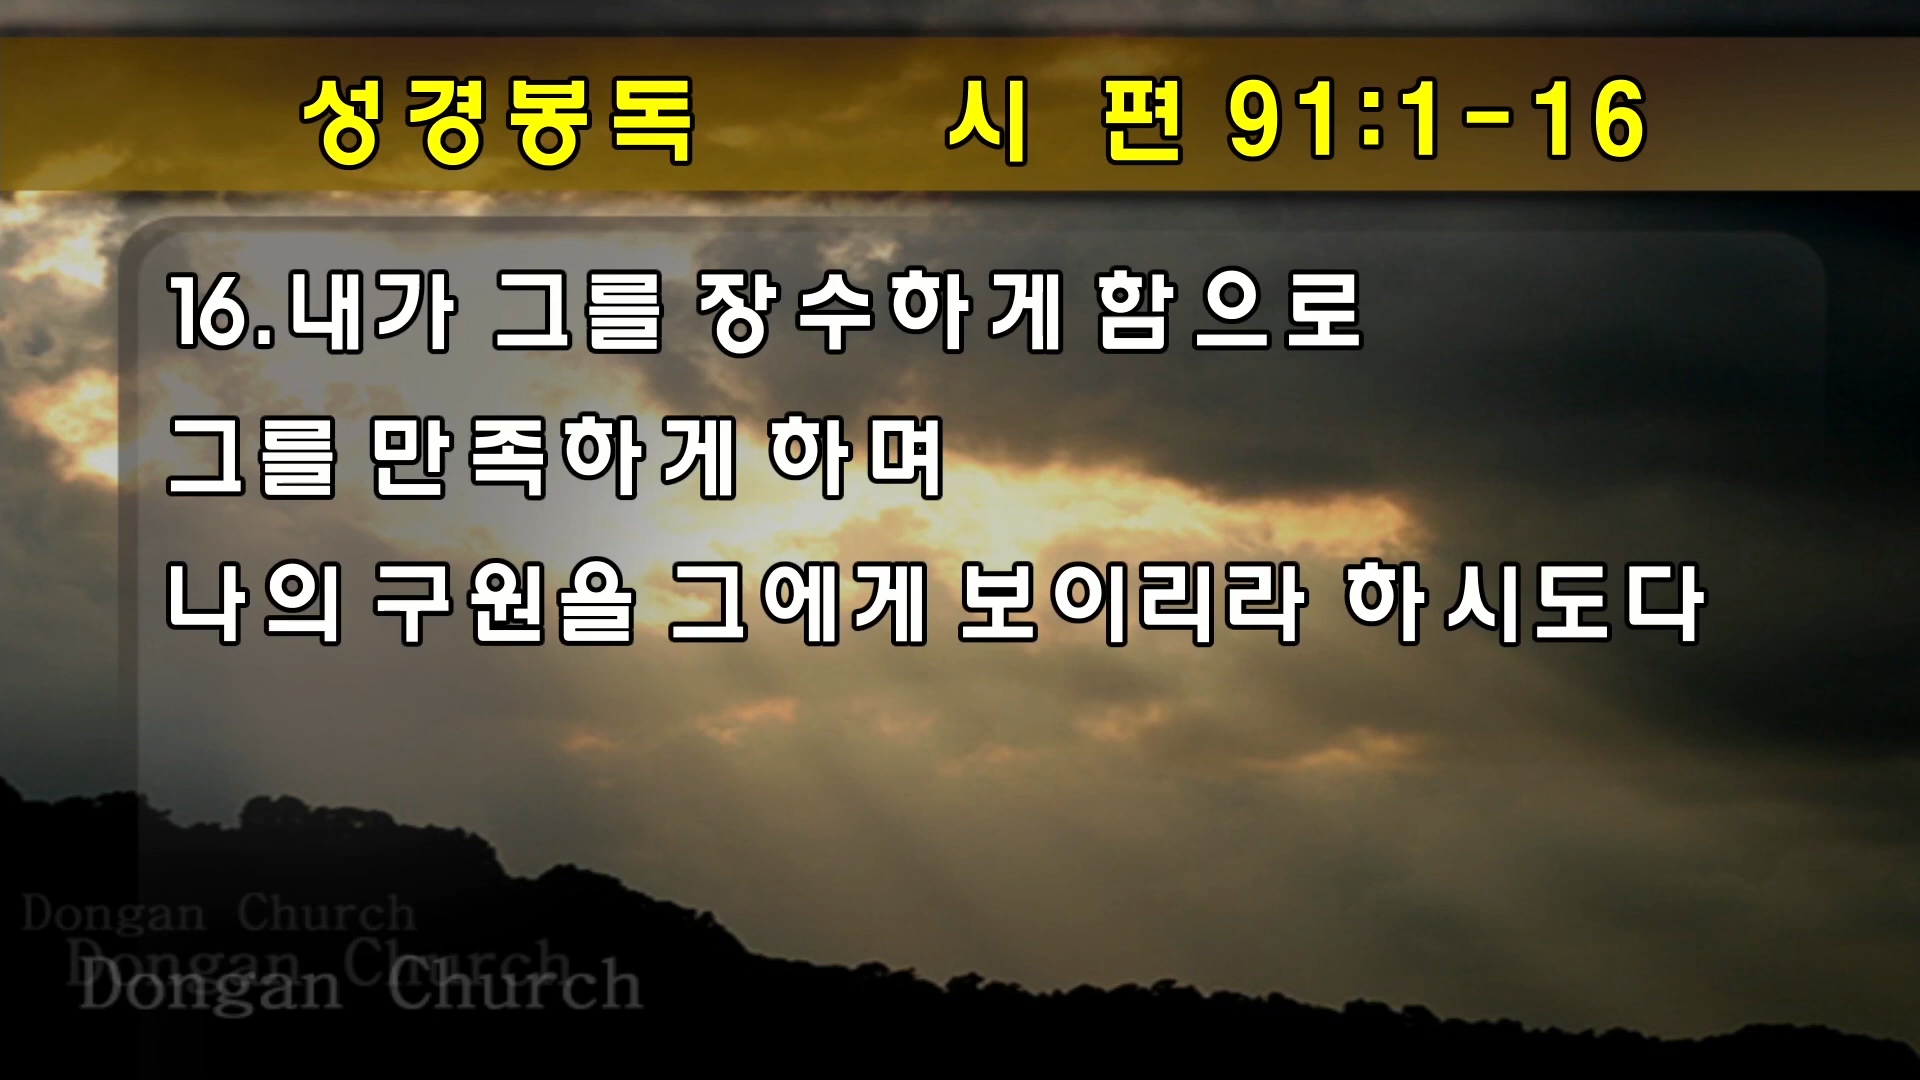 성경봉독 시 편 91:1-16
16.내가 그를 장수하게 함으로
그를 만족하게 하며
나의 구원을 그에게 보이리라 하시도다
Dongan Church
Dongan Church
Dongan Church